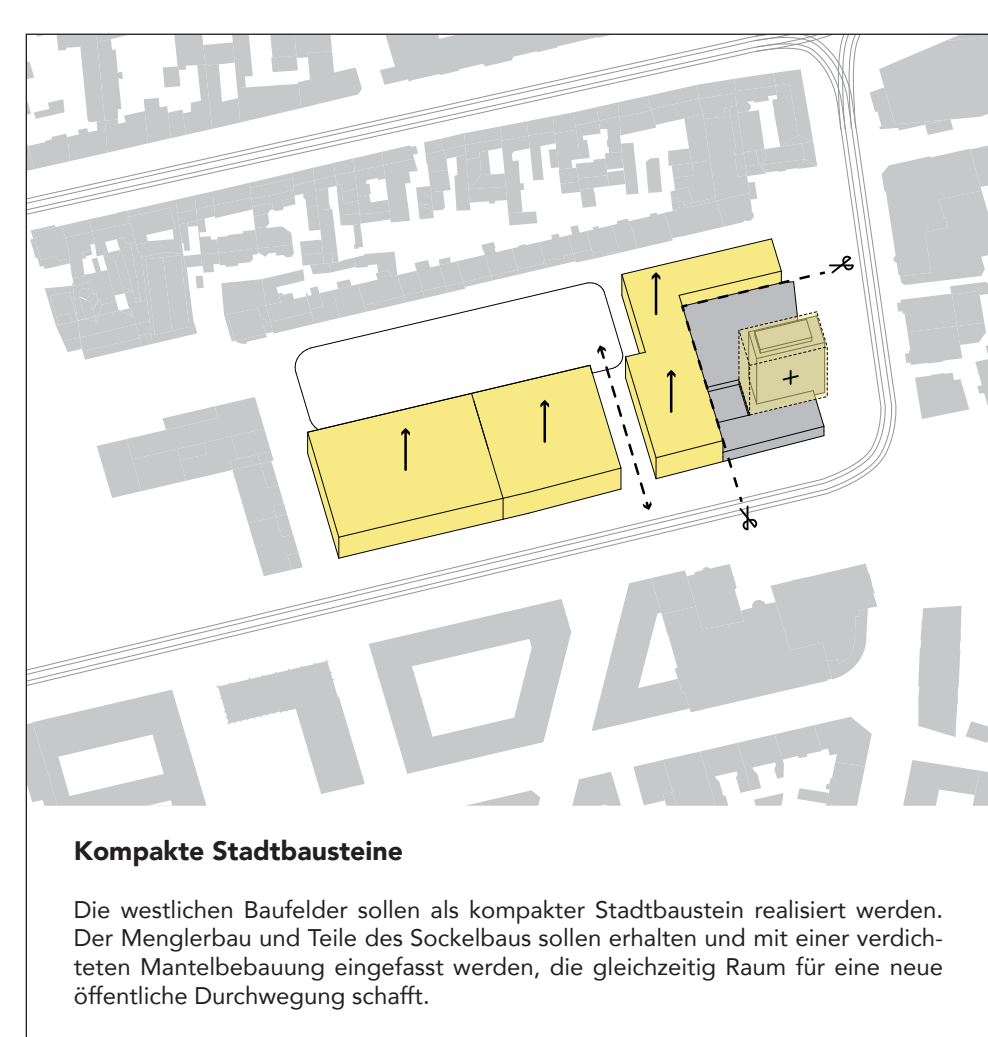 Kompakte Stadtbausteine
Die westlichen Baufelder sollen als kompakter Stadtbaustein realisiert werden.
Der Menglerbau und Teile des Sockelbaus sollen erhalten und mit einer verdich-
teten Mantelbebauung eingefasst werden, die gleichzeitig Raum für eine neue
öffentliche Durchwegung schafft.